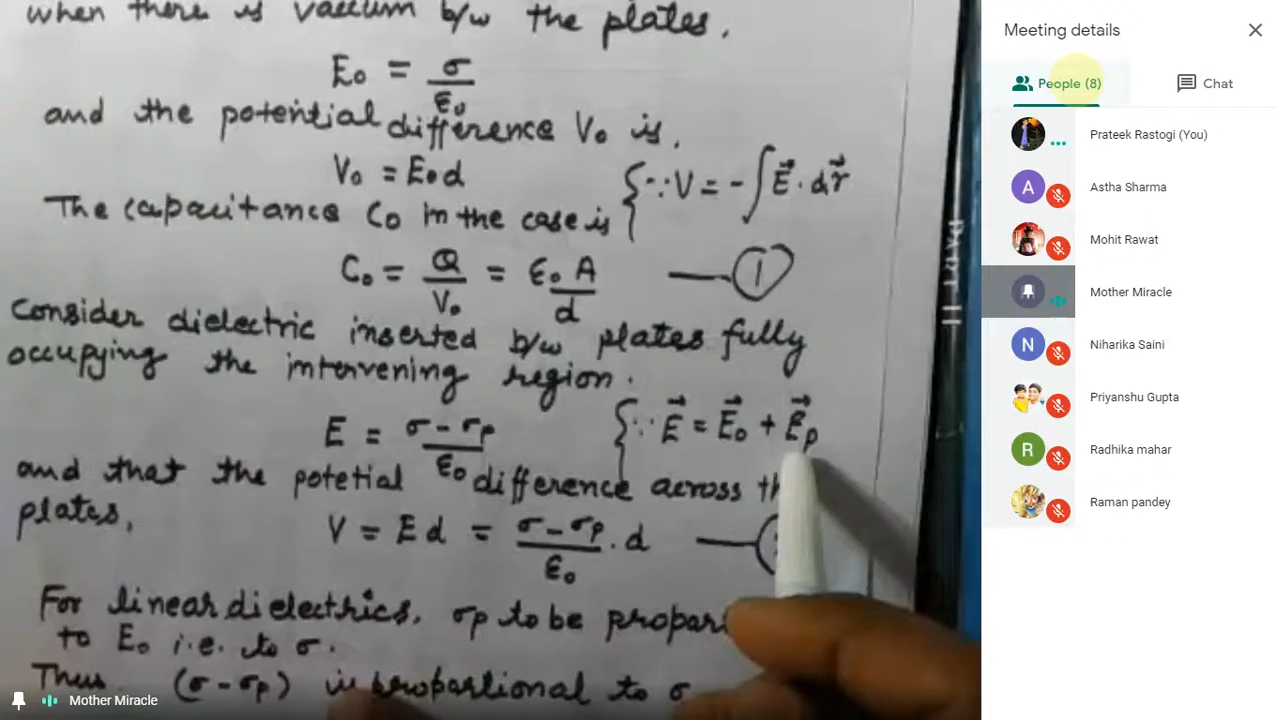 when there is vaccum b/w the plates,
E₀ = σ/ε₀
and the potential difference V₀ is,
V₀ = E₀d
{∵ V = -∫E⃗ · dr⃗
The capacitance C₀ in the case is
C₀ = Q/V₀ = ε₀A/d — ①
Consider dielectric inserted b/w plates fully
occupying the intervening region.
E = (σ - σp)/ε₀ {∵ E⃗ = E⃗₀ + E⃗p
and that the potetial difference across
plates,
V = Ed = (σ - σp)/ε₀ · d
For linear dielectrics, σp to be
to E₀ i.e. to σ.
Thus (σ - σp) is proportional to σ
Mother Miracle
Meeting details
People (8)
Chat
Prateek Rastogi (You)
A Astha Sharma
Mohit Rawat
Mother Miracle
N Niharika Saini
Priyanshu Gupta
R Radhika mahar
Raman pandey